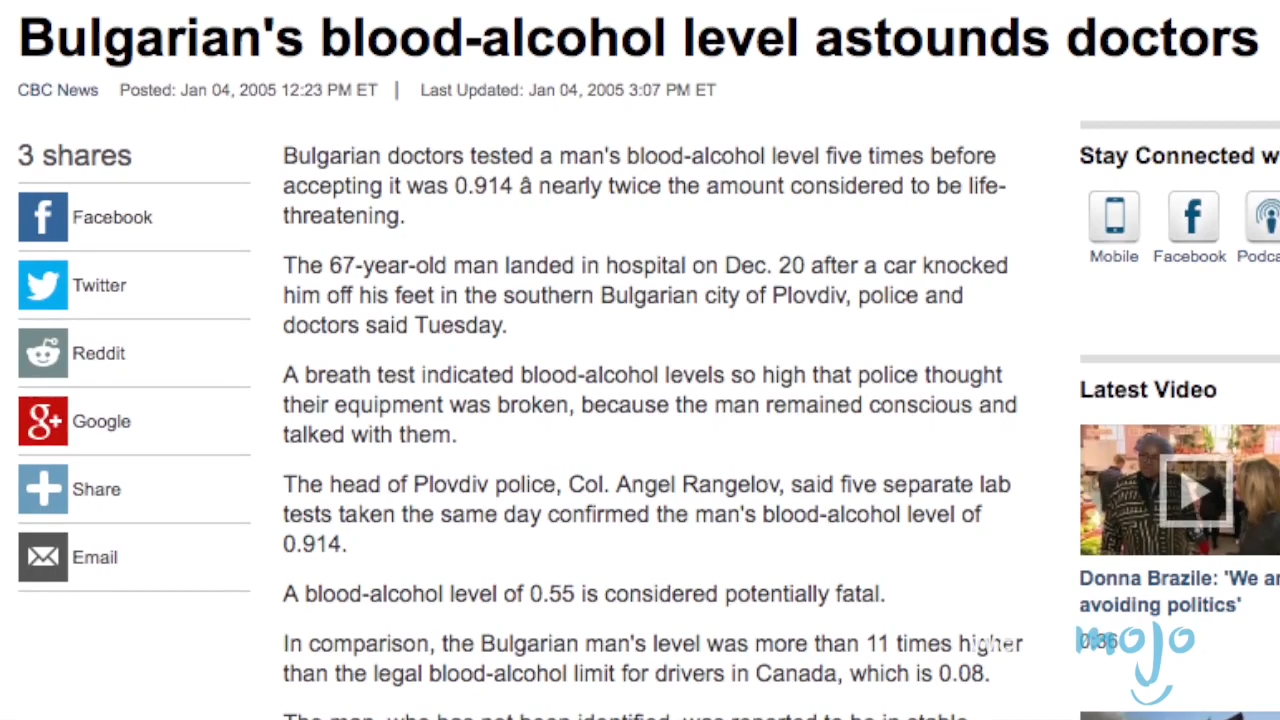 Bulgarian's blood-alcohol level astounds doctors
CBC News Posted: Jan 04, 2005 12:23 PM ET | Last Updated: Jan 04, 2005 3:07 PM ET
3 shares
Facebook
Twitter
Reddit
Google
Share
Email
Bulgarian doctors tested a man's blood-alcohol level five times before
accepting it was 0.914 â nearly twice the amount considered to be life-
threatening.
The 67-year-old man landed in hospital on Dec. 20 after a car knocked
him off his feet in the southern Bulgarian city of Plovdiv, police and
doctors said Tuesday.
A breath test indicated blood-alcohol levels so high that police thought
their equipment was broken, because the man remained conscious and
talked with them.
The head of Plovdiv police, Col. Angel Rangelov, said five separate lab
tests taken the same day confirmed the man's blood-alcohol level of
0.914.
A blood-alcohol level of 0.55 is considered potentially fatal.
In comparison, the Bulgarian man's level was more than 11 times higher
than the legal blood-alcohol limit for drivers in Canada, which is 0.08.
Stay Connected w
Mobile Facebook Podca
Latest Video
Donna Brazile: 'We a
avoiding politics'
0:36
mojo